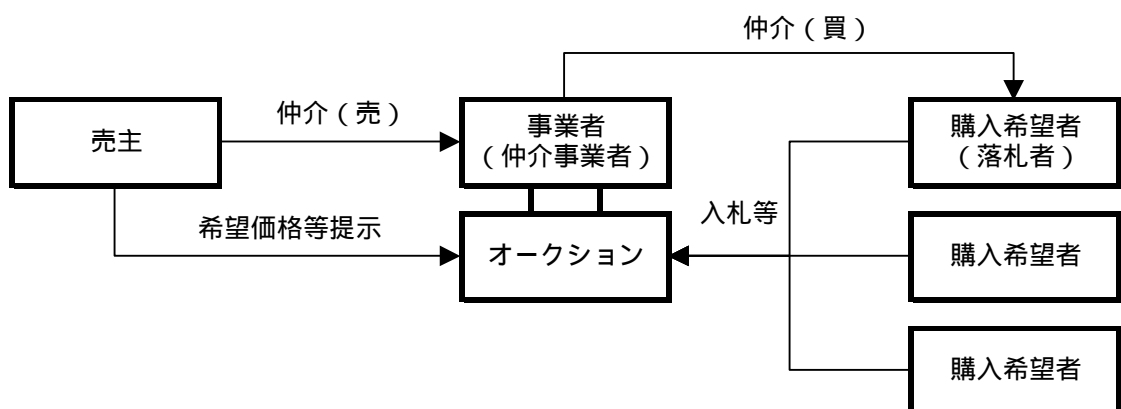 仲介(買)
仲介(売)
売主
事業者
(仲介事業者)
購入希望者
(落札者)
希望価格等提示
オークション
入札等
購入希望者
購入希望者